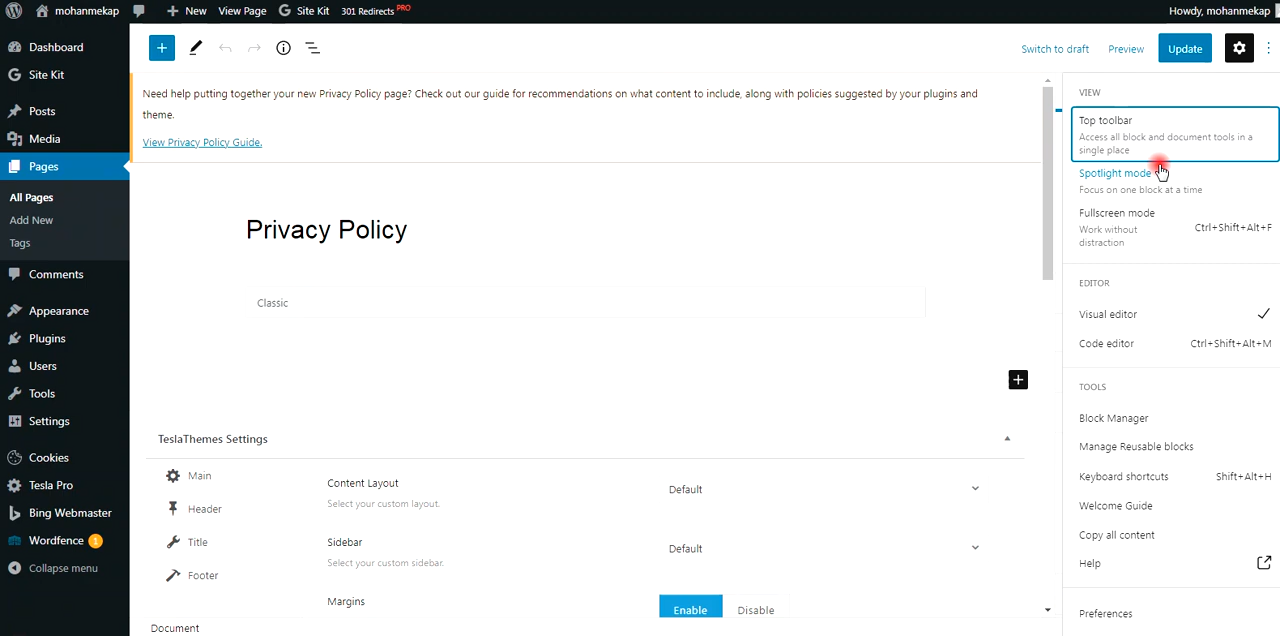 mohanmekap
New
View Page
Site Kit
301 Redirects PRO
Howdy, mohanmekap
Dashboard
Site Kit
Posts
Media
Pages
All Pages
Add New
Tags
Comments
Appearance
Plugins
Users
Tools
Settings
Cookies
Tesla Pro
Bing Webmaster
Wordfence 1
Collapse menu
Switch to draft
Preview
Update
Need help putting together your new Privacy Policy page? Check out our guide for recommendations on what content to include, along with policies suggested by your plugins and
theme.
View Privacy Policy Guide.
Privacy Policy
Classic
TeslaThemes Settings
Main
Header
Title
Footer
Content Layout
Select your custom layout.
Default
Sidebar
Select your custom sidebar.
Default
Margins
Enable
Disable
Document
VIEW
Top toolbar
Access all block and document tools in a
single place
Spotlight mode
Focus on one block at a time
Fullscreen mode
Work without
distraction
Ctrl+Shift+Alt+F
EDITOR
Visual editor
Code editor
Ctrl+Shift+Alt+M
TOOLS
Block Manager
Manage Reusable blocks
Keyboard shortcuts
Shift+Alt+H
Welcome Guide
Copy all content
Help
Preferences